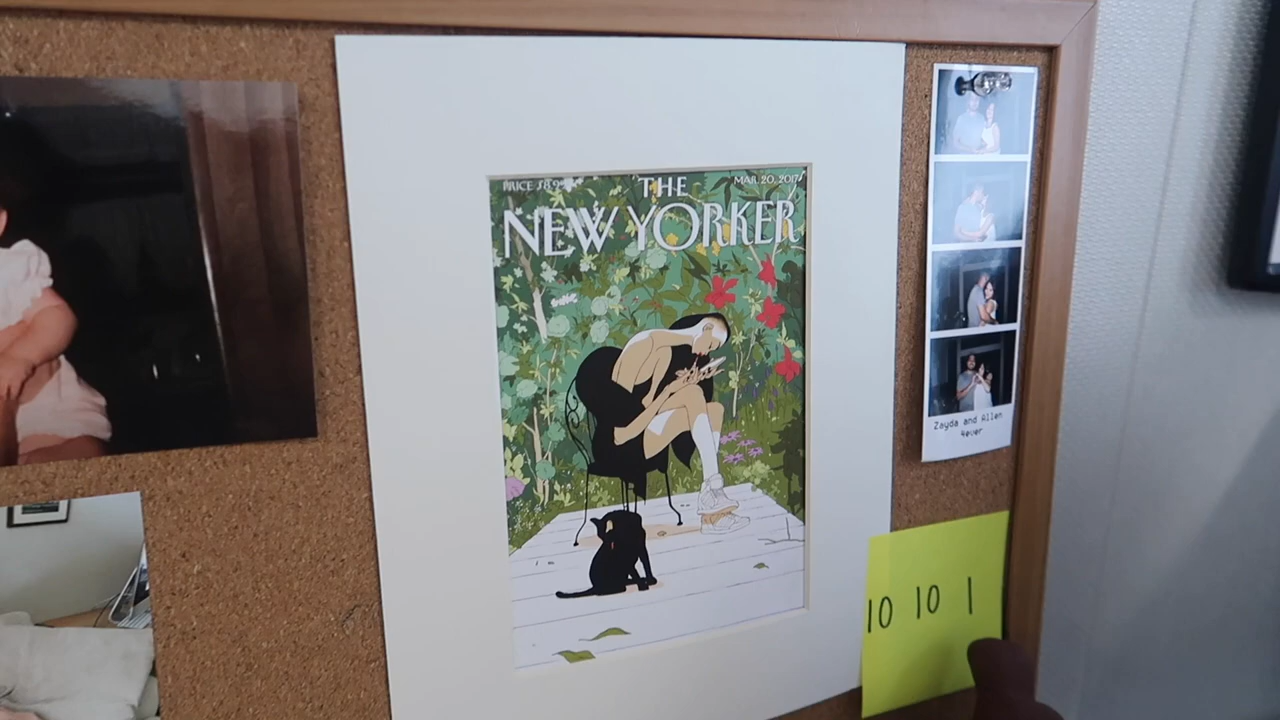 PRICE $8.99
THE
MAR. 20, 2017
NEW YORKER
Zayda and Allen
4ever
10 10 1